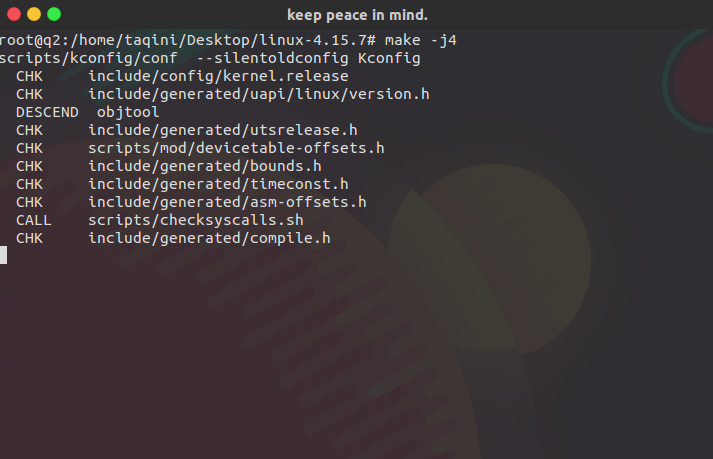 keep peace in mind.
root@q2:/home/taqini/Desktop/linux-4.15.7# make -j4
scripts/kconfig/conf  --silentoldconfig Kconfig
  CHK     include/config/kernel.release
  CHK     include/generated/uapi/linux/version.h
  DESCEND  objtool
  CHK     include/generated/utsrelease.h
  CHK     scripts/mod/devicetable-offsets.h
  CHK     include/generated/bounds.h
  CHK     include/generated/timeconst.h
  CHK     include/generated/asm-offsets.h
  CALL    scripts/checksyscalls.sh
  CHK     include/generated/compile.h